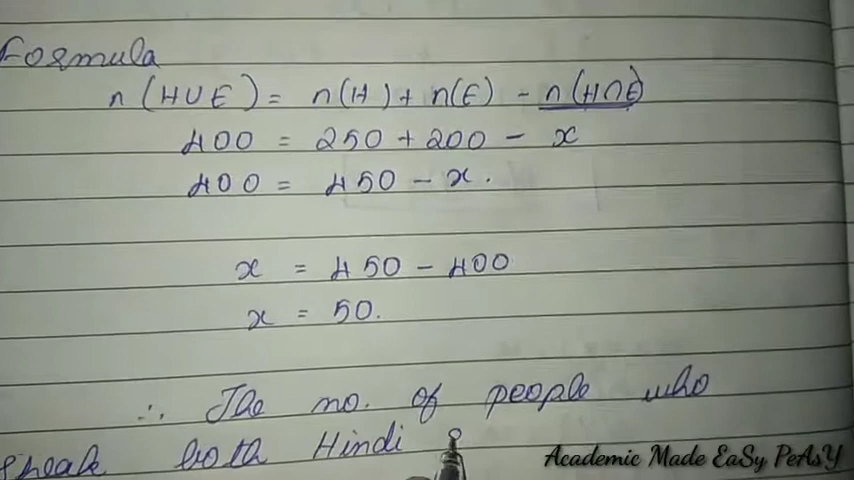 Formula
n (HUE) = n(H) + n(E) - n(H∩E)
400 = 250 + 200 - x
400 = 450 - x.
x = 450 - 400
x = 50.
∴ The no. of people who
speak both Hindi
Academic Made EaSy PeAsY